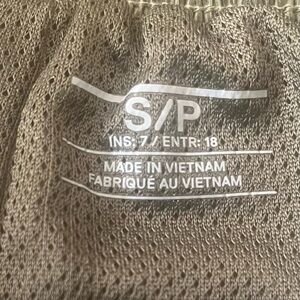 S/P
INS: 7 / ENTR: 18
MADE IN VIETNAM
FABRIQUÉ AU VIETNAM